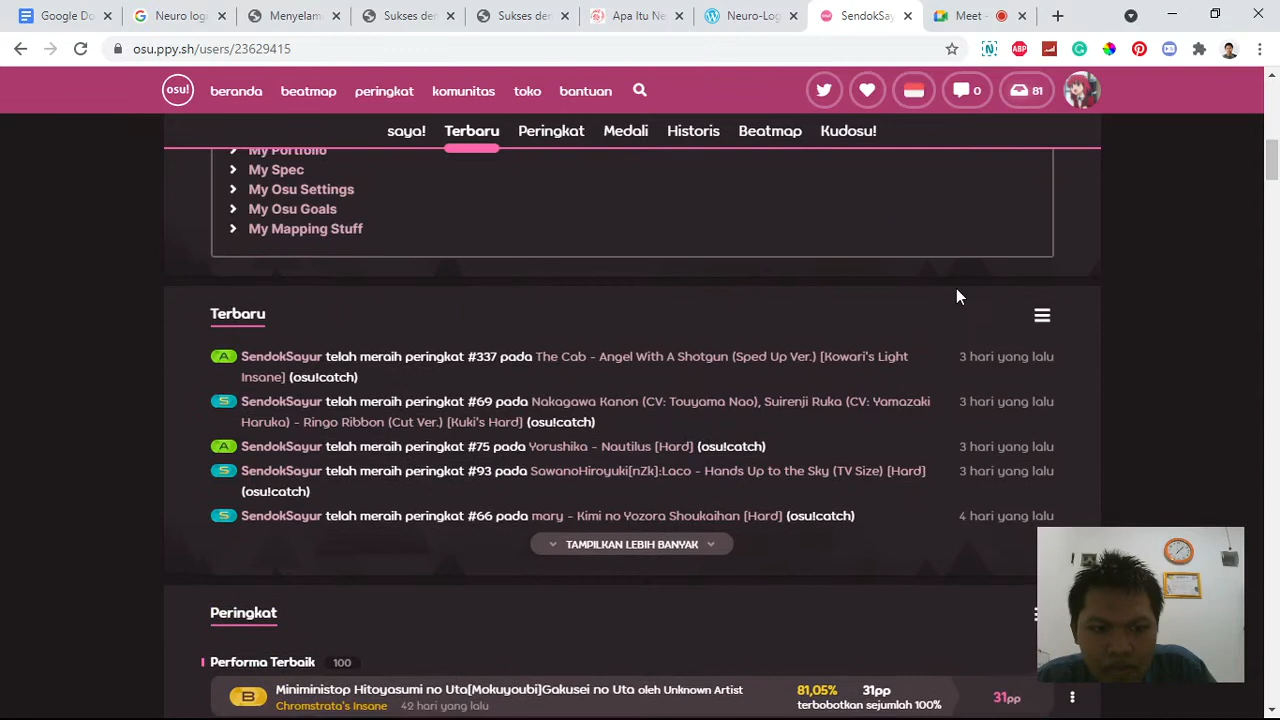 Google Do
Neuro loga
Menyelam
Sukses den
Sukses den
Apa Itu Ne
Neuro-Log
SendokSay
Meet -
osu.ppy.sh/users/23629415
ABP
osu!
beranda
beatmap
peringkat
komunitas
toko
bantuan
0
81
saya!
Terbaru
Peringkat
Medali
Historis
Beatmap
Kudosu!
My Portfolio
My Spec
My Osu Settings
My Osu Goals
My Mapping Stuff
Terbaru
A SendokSayur telah meraih peringkat #337 pada The Cab - Angel With A Shotgun (Sped Up Ver.) [Kowari's Light 3 hari yang lalu
Insane] (osu!catch)
S SendokSayur telah meraih peringkat #69 pada Nakagawa Kanon (CV: Touyama Nao), Suirenji Ruka (CV: Yamazaki 3 hari yang lalu
Haruka) - Ringo Ribbon (Cut Ver.) [Kuki's Hard] (osu!catch)
A SendokSayur telah meraih peringkat #75 pada Yorushika - Nautilus [Hard] (osu!catch) 3 hari yang lalu
S SendokSayur telah meraih peringkat #93 pada SawanoHiroyuki[nZk]:Laco - Hands Up to the Sky (TV Size) [Hard] 3 hari yang lalu
(osu!catch)
S SendokSayur telah meraih peringkat #66 pada mary - Kimi no Yozora Shoukaihan [Hard] (osu!catch) 4 hari yang lalu
TAMPILKAN LEBIH BANYAK
Peringkat
Performa Terbaik 100
B Miniministop Hitoyasumi no Uta[Mokuyoubi]Gakusei no Uta oleh Unknown Artist 81,05% 31pp 31pp
Chromstrata's Insane 42 hari yang lalu terbobotkan sejumlah 100%